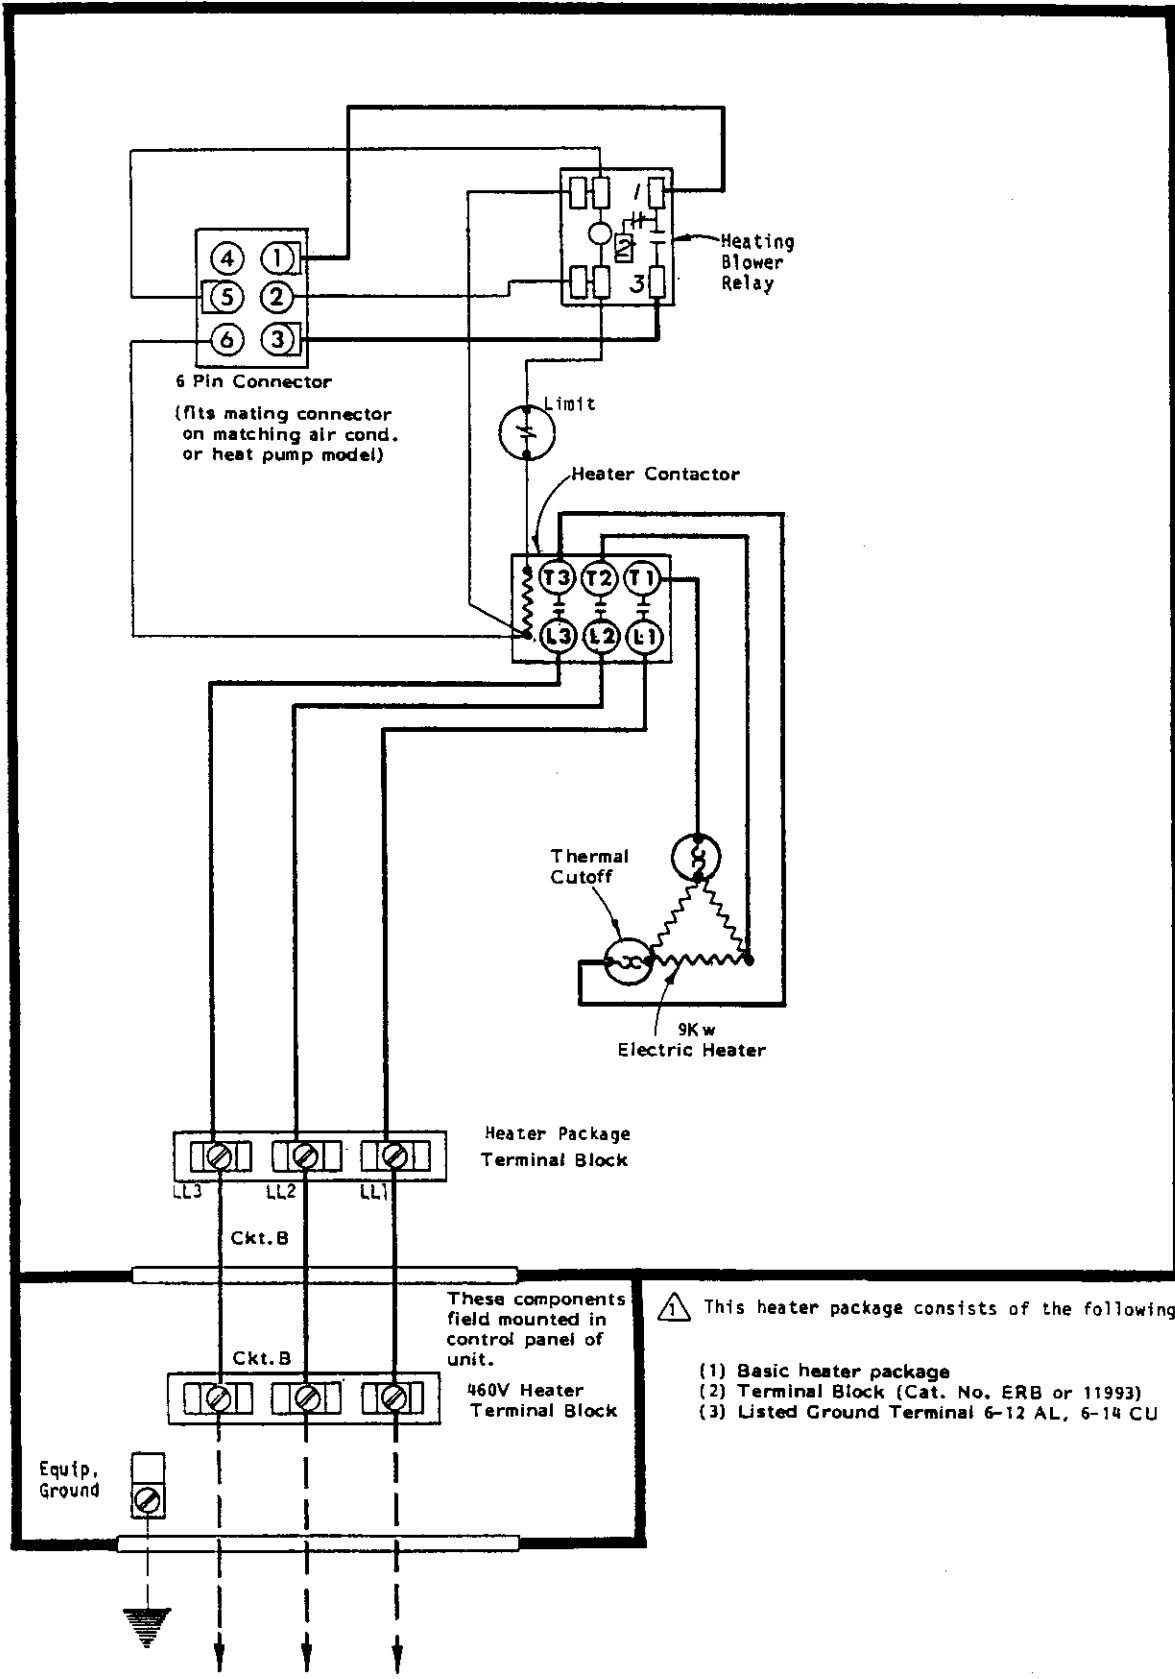 1
2
3
Heating
Blower
Relay
4 1
5 2
6 3
6 Pin Connector
(fits mating connector
on matching air cond.
or heat pump model)
Limit
Heater Contactor
T3 T2 T1
L3 L2 L1
Thermal
Cutoff
9Kw
Electric Heater
Heater Package
Terminal Block
LL3 LL2 LL1
Ckt.B
These components
field mounted in
control panel of
unit.
1 This heater package consists of the following
Ckt.B
460V Heater
Terminal Block
(1) Basic heater package
(2) Terminal Block (Cat. No. ERB or 11993)
(3) Listed Ground Terminal 6-12 AL, 6-14 CU
Equip.
Ground